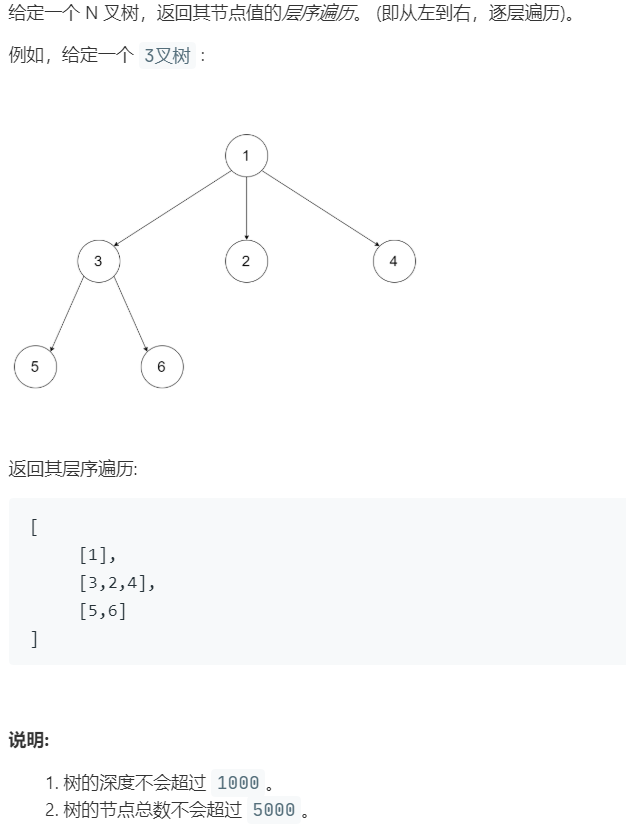 给定一个 N 叉树，返回其节点值的层序遍历。 (即从左到右，逐层遍历)。
例如，给定一个 3叉树 :
1
3 2 4
5 6
返回其层序遍历:
[
[1],
[3,2,4],
[5,6]
]
说明:
1. 树的深度不会超过 1000。
2. 树的节点总数不会超过 5000。